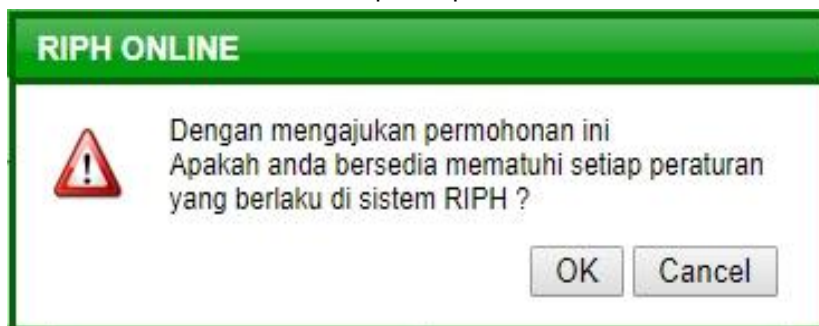 RIPH ONLINE
Dengan mengajukan permohonan ini
Apakah anda bersedia mematuhi setiap peraturan
yang berlaku di sistem RIPH ?
OK Cancel